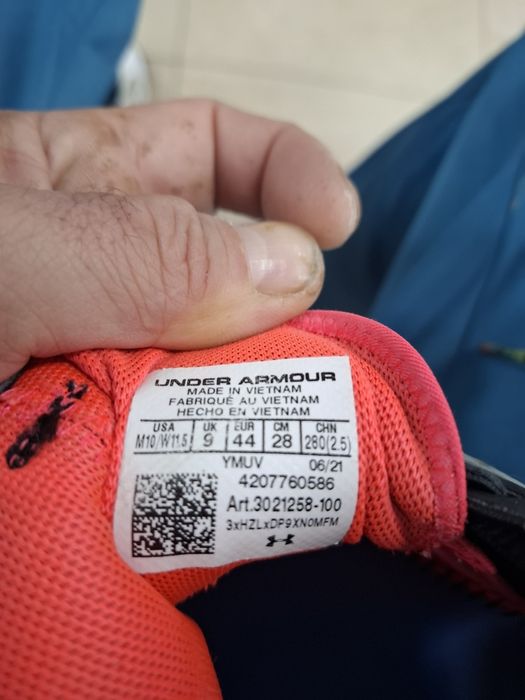 UNDER ARMOUR
MADE IN VIETNAM
FABRIQUÉ AU VIETNAM
HECHO EN VIETNAM
USA UK EUR CM CHN
M10/W11.5 9 44 28 280(2.5)
YMUV 06/21
4207760586
Art.3021258-100
3xHZLxDP9XN0MFM